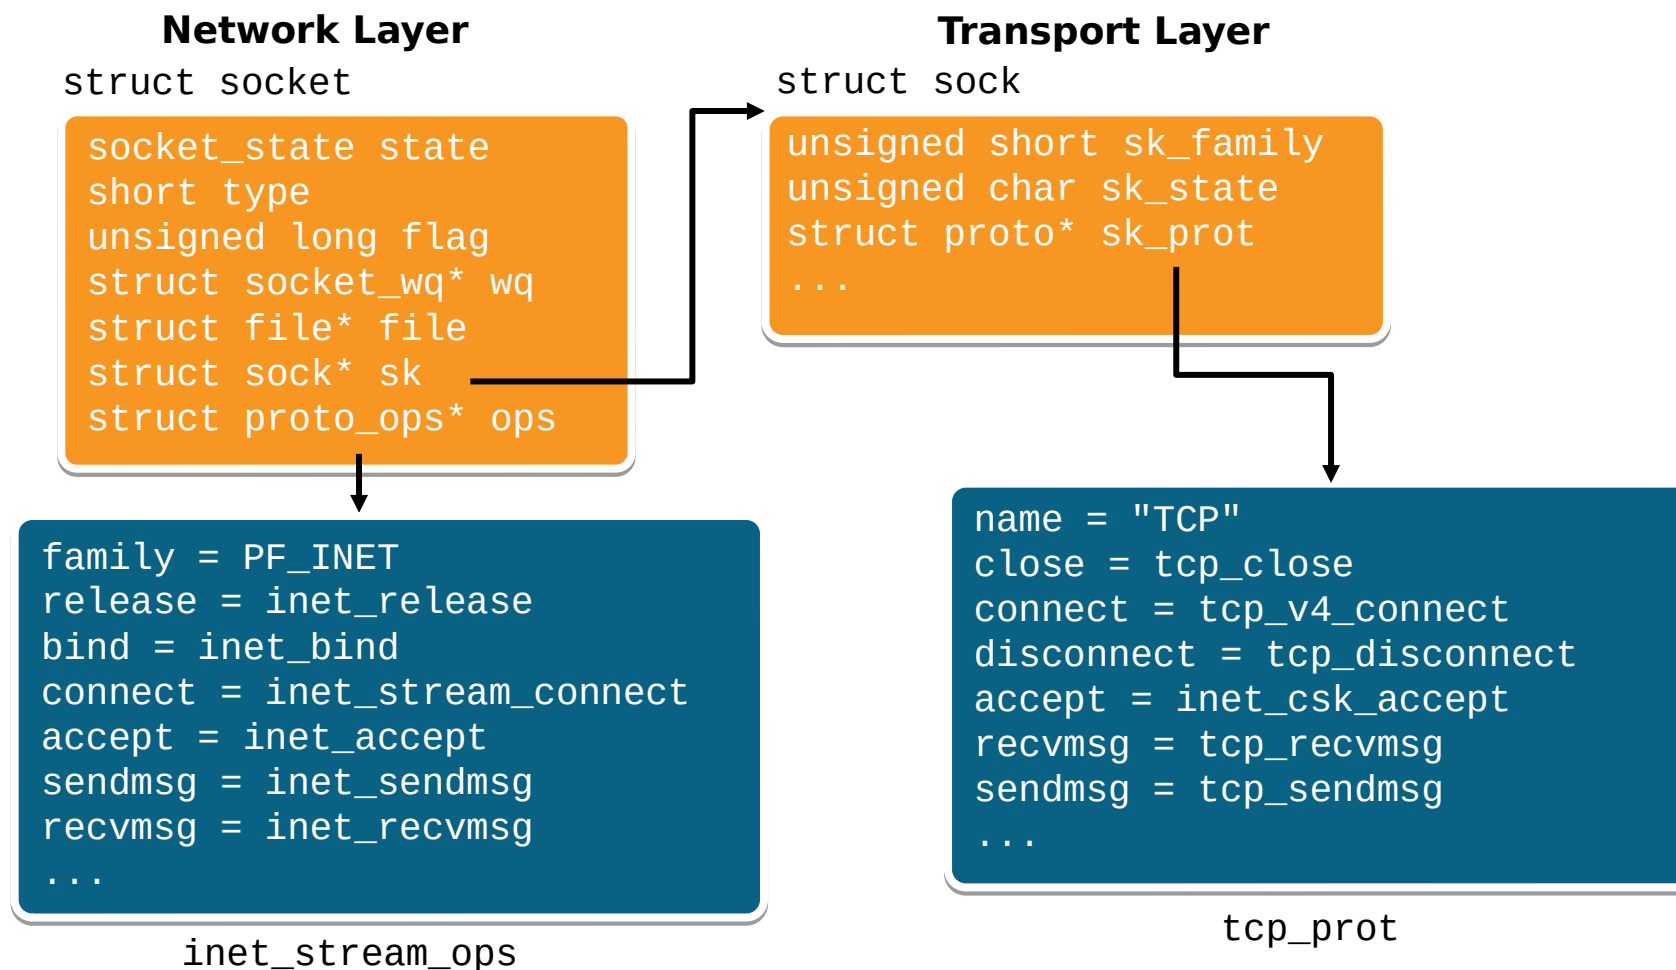 Network Layer
struct socket
socket_state state
short type
unsigned long flag
struct socket_wq* wq
struct file* file
struct sock* sk
struct proto_ops* ops
family = PF_INET
release = inet_release
bind = inet_bind
connect = inet_stream_connect
accept = inet_accept
sendmsg = inet_sendmsg
recvmsg = inet_recvmsg
...
inet_stream_ops
Transport Layer
struct sock
unsigned short sk_family
unsigned char sk_state
struct proto* sk_prot
...
name = "TCP"
close = tcp_close
connect = tcp_v4_connect
disconnect = tcp_disconnect
accept = inet_csk_accept
recvmsg = tcp_recvmsg
sendmsg = tcp_sendmsg
...
tcp_prot